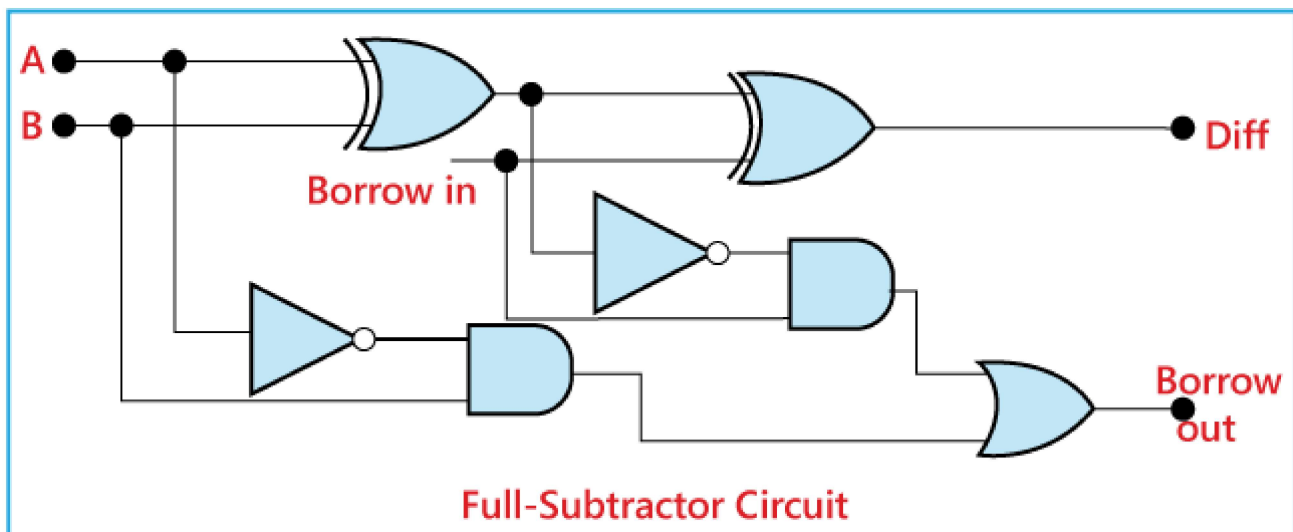 A
B
Borrow in
Diff
Borrow
out
Full-Subtractor Circuit